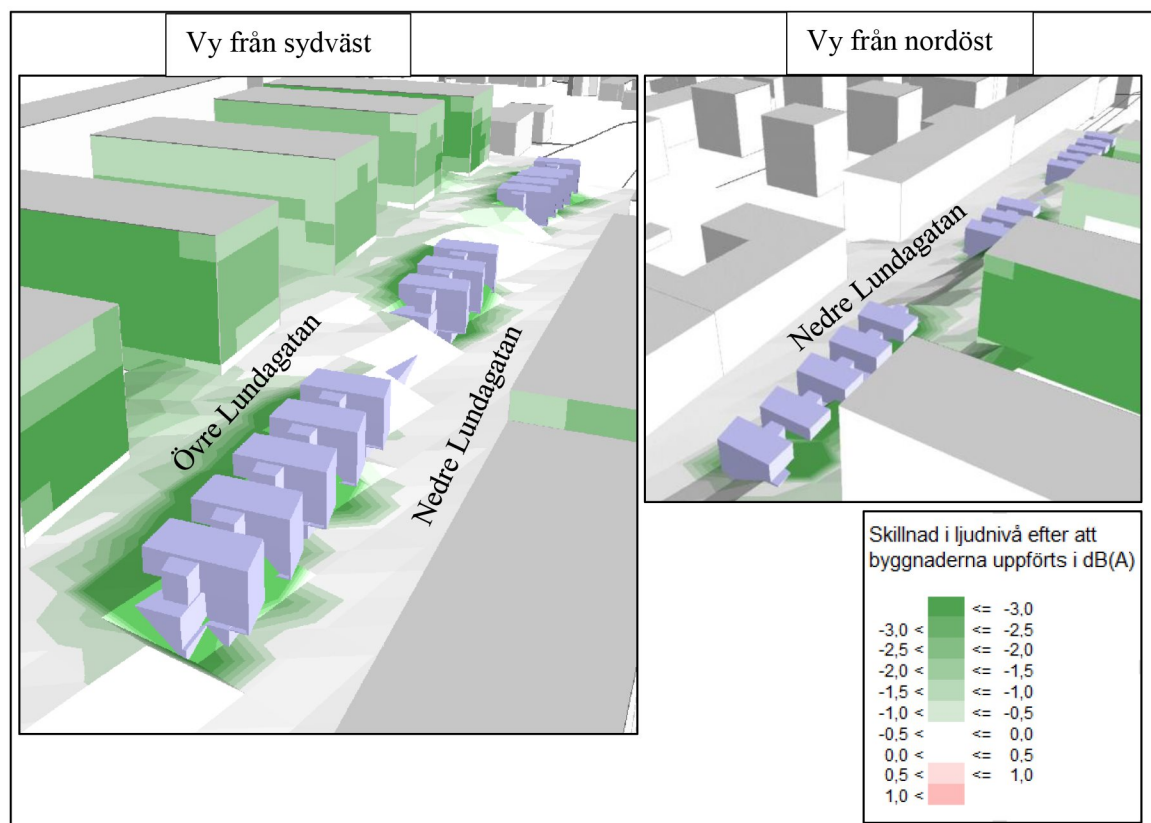 Vy från sydväst
Vy från nordöst
Övre Lundagatan
Nedre Lundagatan
Nedre Lundagatan
Skillnad i ljudnivå efter att
byggnaderna uppförts i dB(A)
<= -3,0
-3,0 < <= -2,5
-2,5 < <= -2,0
-2,0 < <= -1,5
-1,5 < <= -1,0
-1,0 < <= -0,5
-0,5 < <= 0,0
0,0 < <= 0,5
0,5 < <= 1,0
1,0 <